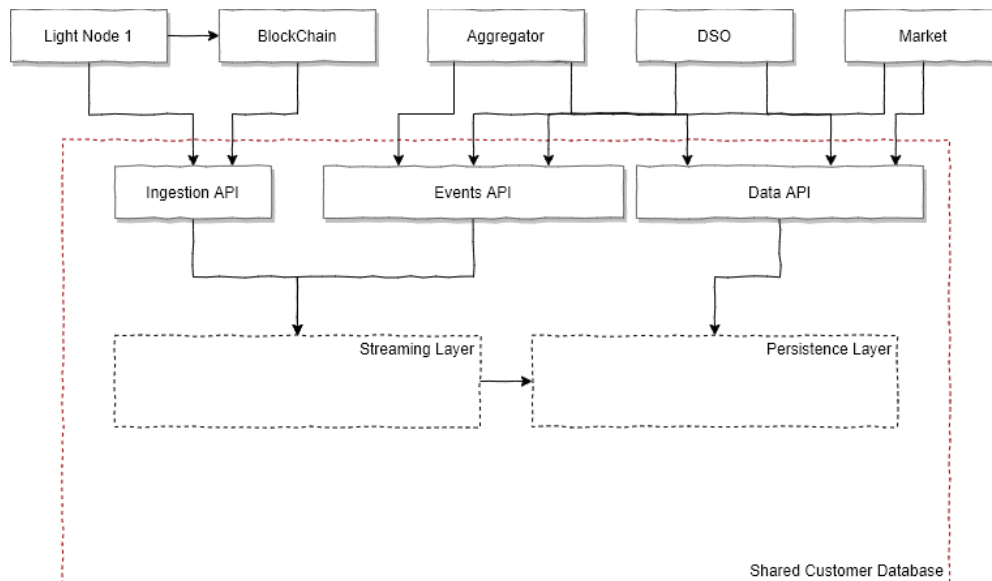 Light Node 1
BlockChain
Aggregator
DSO
Market
Ingestion API
Events API
Data API
Streaming Layer
Persistence Layer
Shared Customer Database